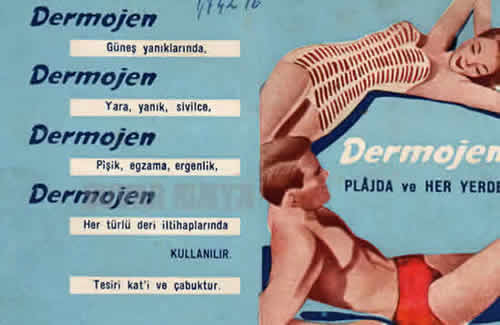 Dermojen
Güneş yanıklarında,
Dermojen
Yara, yanık, sivilce,
Dermojen
Pişik, egzama, ergenlik,
Dermojen
Her türlü deri iltihaplarında
KULLANILIR.
Tesiri kat'i ve çabuktur.
Dermojen
PLÂJDA ve HER YERDE